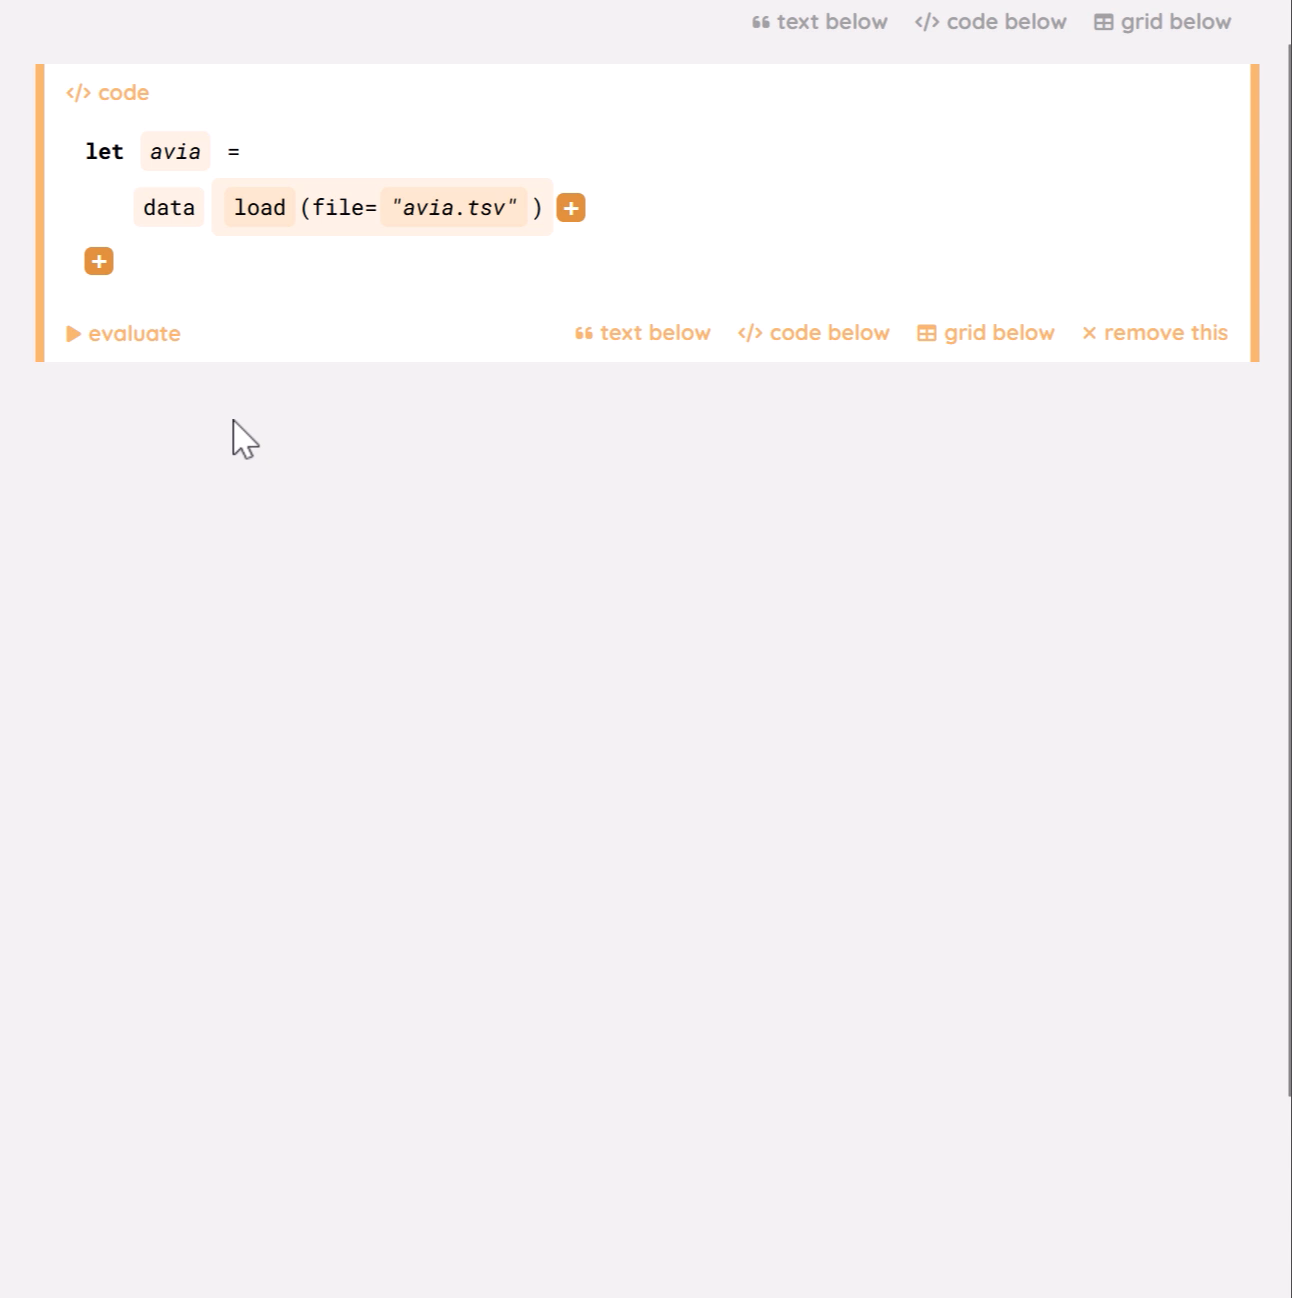 text below </> code below grid below
</> code
let avia =
data load (file= "avia.tsv" ) +
+
evaluate text below </> code below grid below × remove this